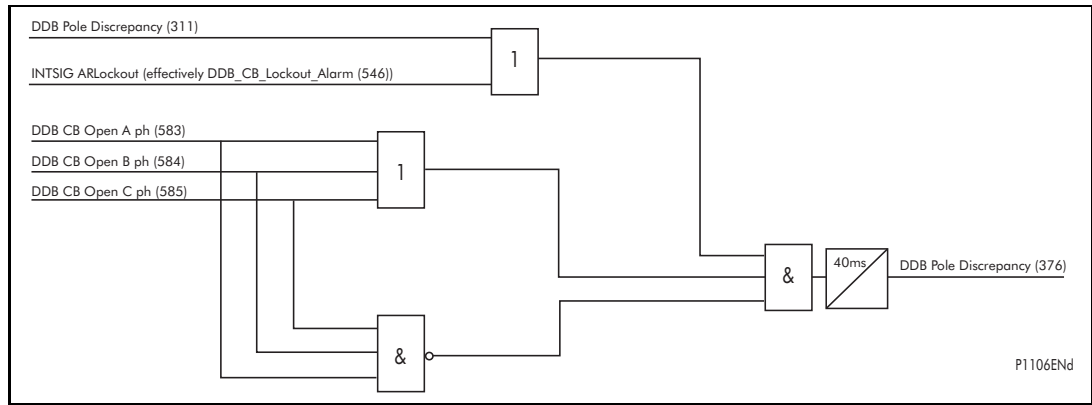 DDB Pole Discrepancy (311)
1
INTSIG ARLockout (effectively DDB_CB_Lockout_Alarm (546))
DDB CB Open A ph (583)
DDB CB Open B ph (584)
1
DDB CB Open C ph (585)
&
40ms
DDB Pole Discrepancy (376)
&
P1106ENd